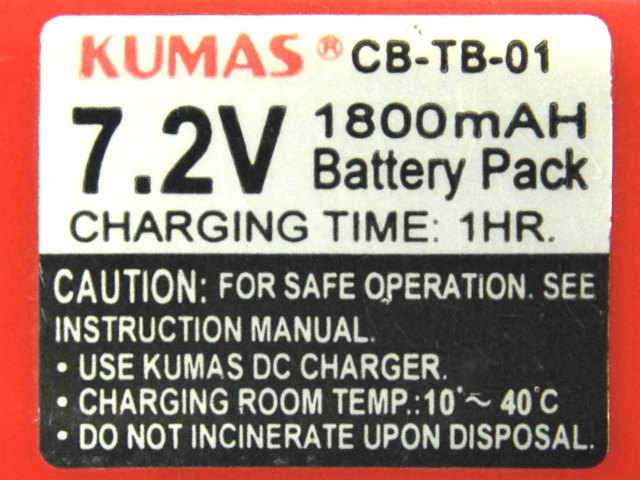 KUMAS® CB-TB-01
7.2V 1800mAH
Battery Pack
CHARGING TIME: 1HR.
CAUTION: FOR SAFE OPERATION. SEE
INSTRUCTION MANUAL.
• USE KUMAS DC CHARGER.
• CHARGING ROOM TEMP.:10°~ 40°C
• DO NOT INCINERATE UPON DISPOSAL.